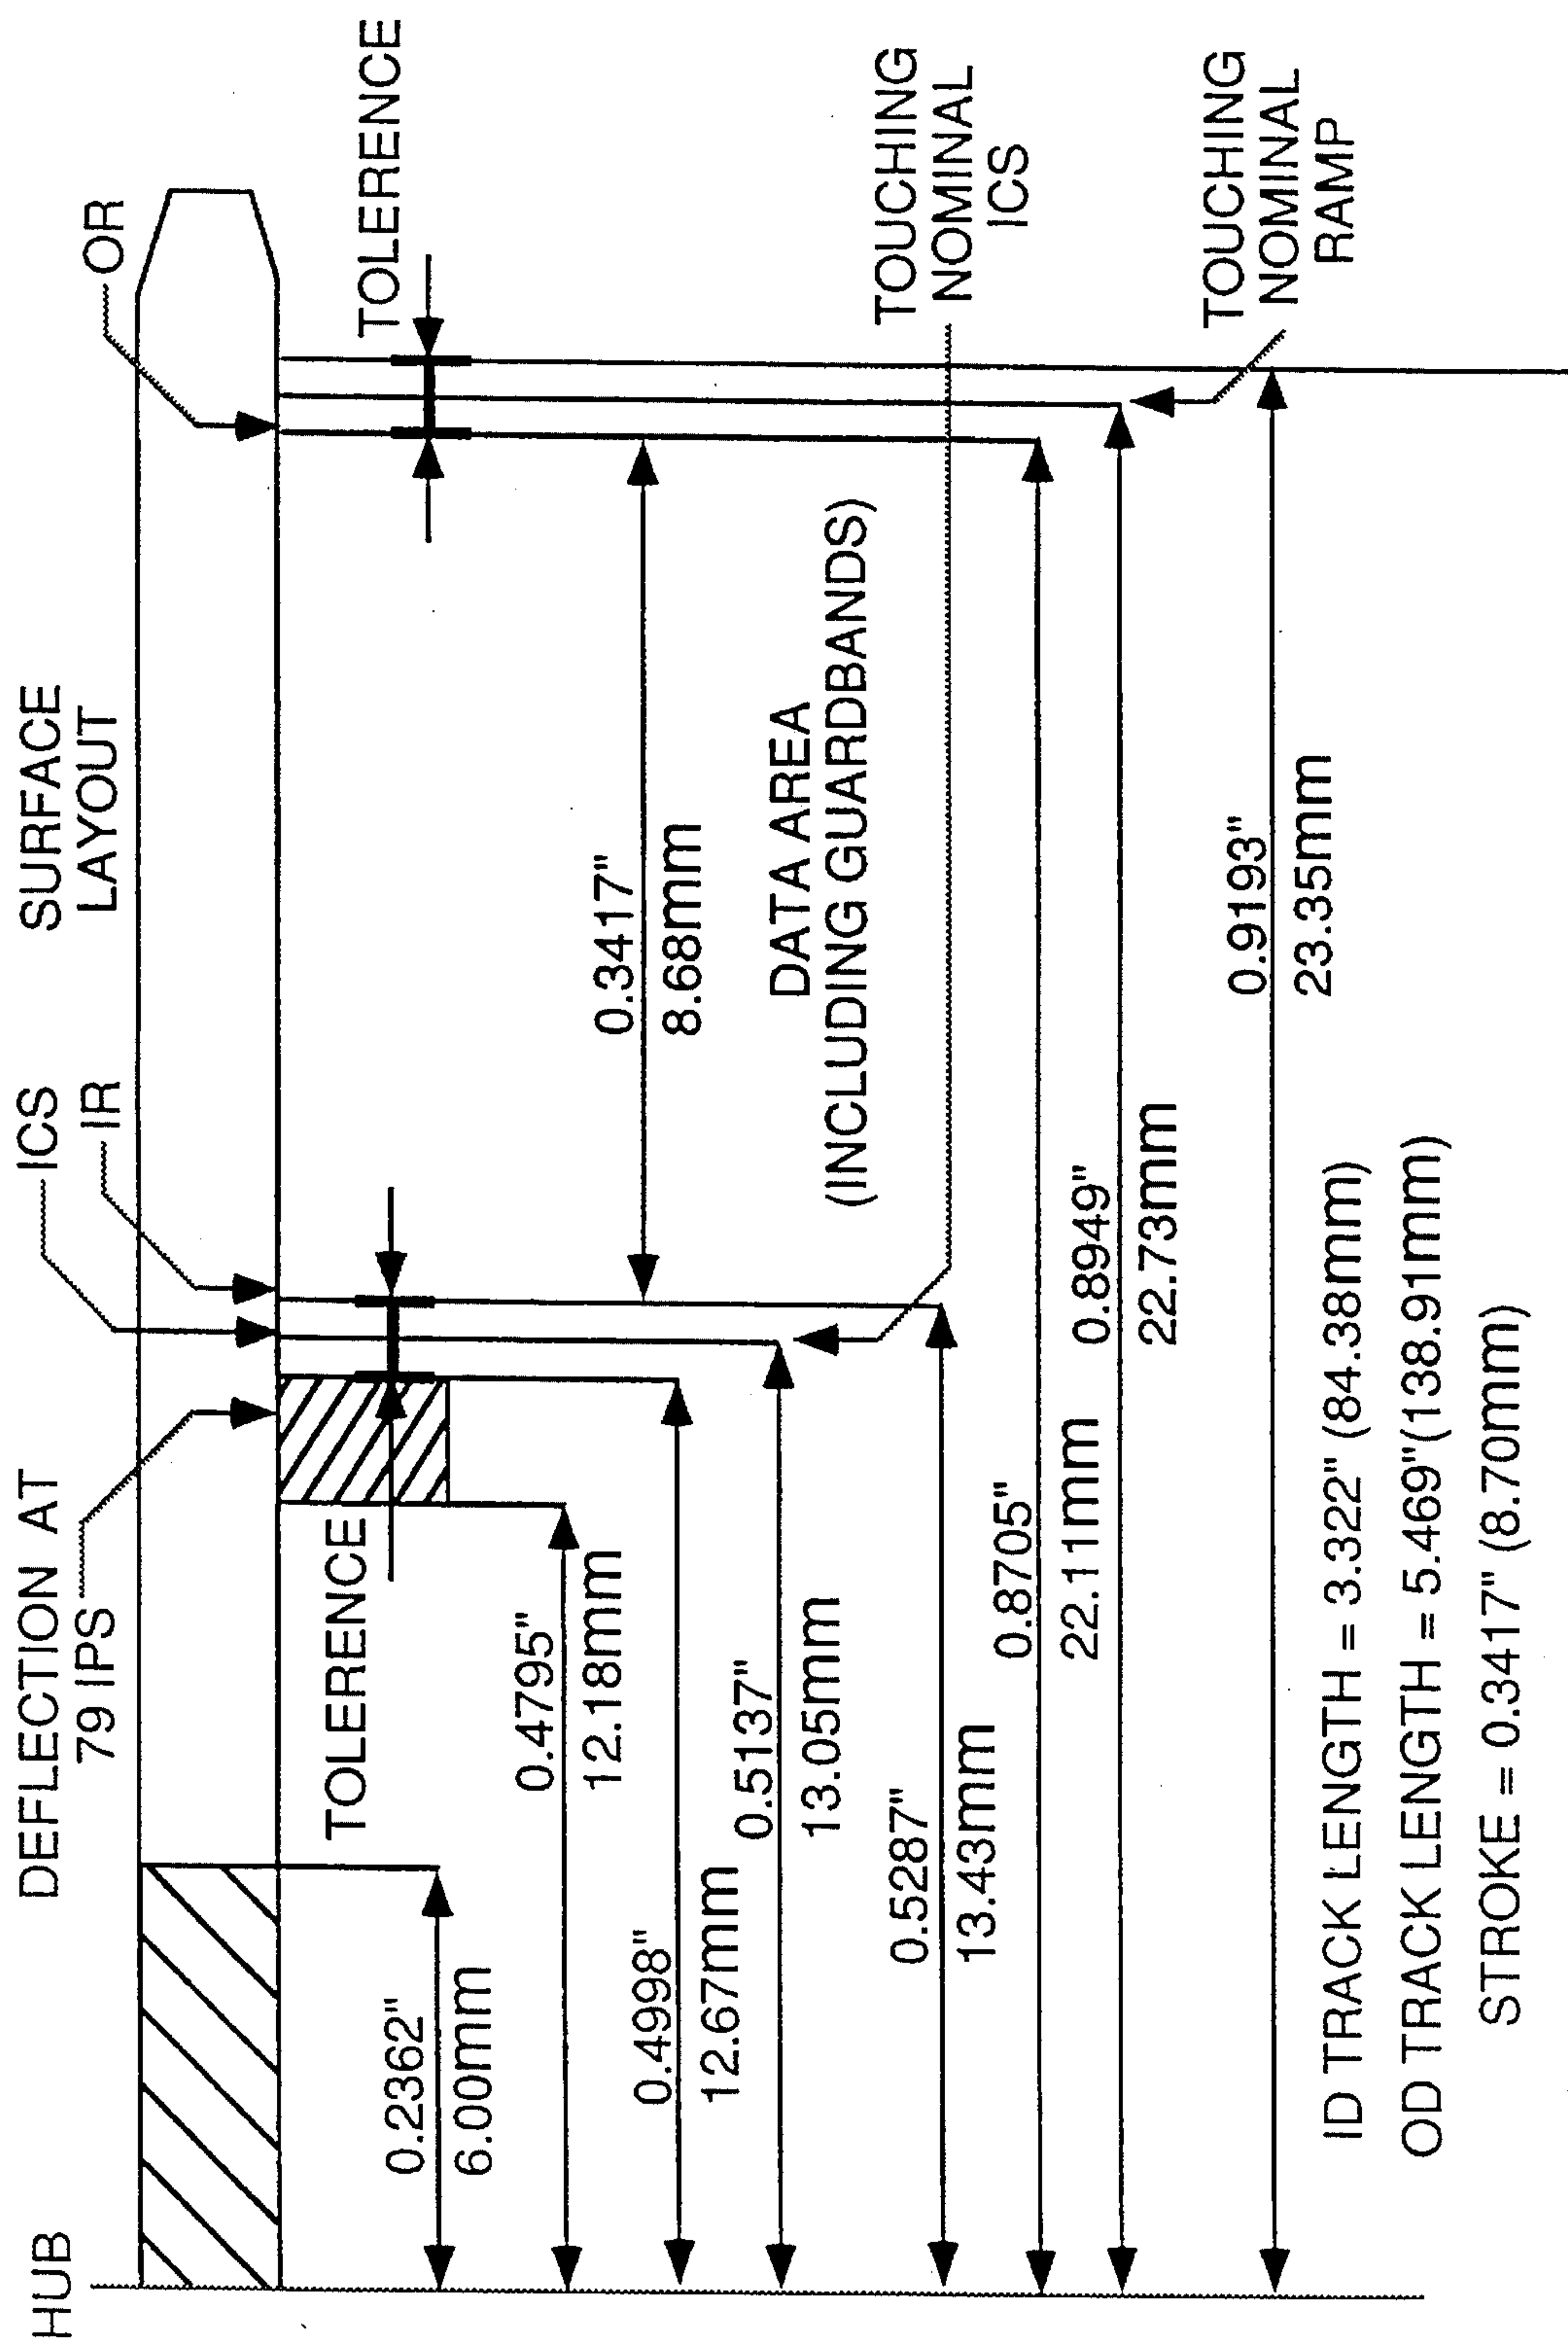 HUB
DEFLECTION AT
79 IPS
ICS
IR
SURFACE
LAYOUT
OR
TOLERENCE
TOLERENCE
0.2362"
6.00mm
0.4795"
12.18mm
0.4998"
12.67mm
0.5137"
13.05mm
0.5287"
13.43mm
0.3417"
8.68mm
DATA AREA
(INCLUDING GUARDBANDS)
TOUCHING
NOMINAL
ICS
0.8705"
22.11mm
0.8949"
22.73mm
TOUCHING
NOMINAL
RAMP
0.9193"
23.35mm
ID TRACK LENGTH = 3.322" (84.38mm)
OD TRACK LENGTH = 5.469"(138.91mm)
STROKE = 0.3417" (8.70mm)